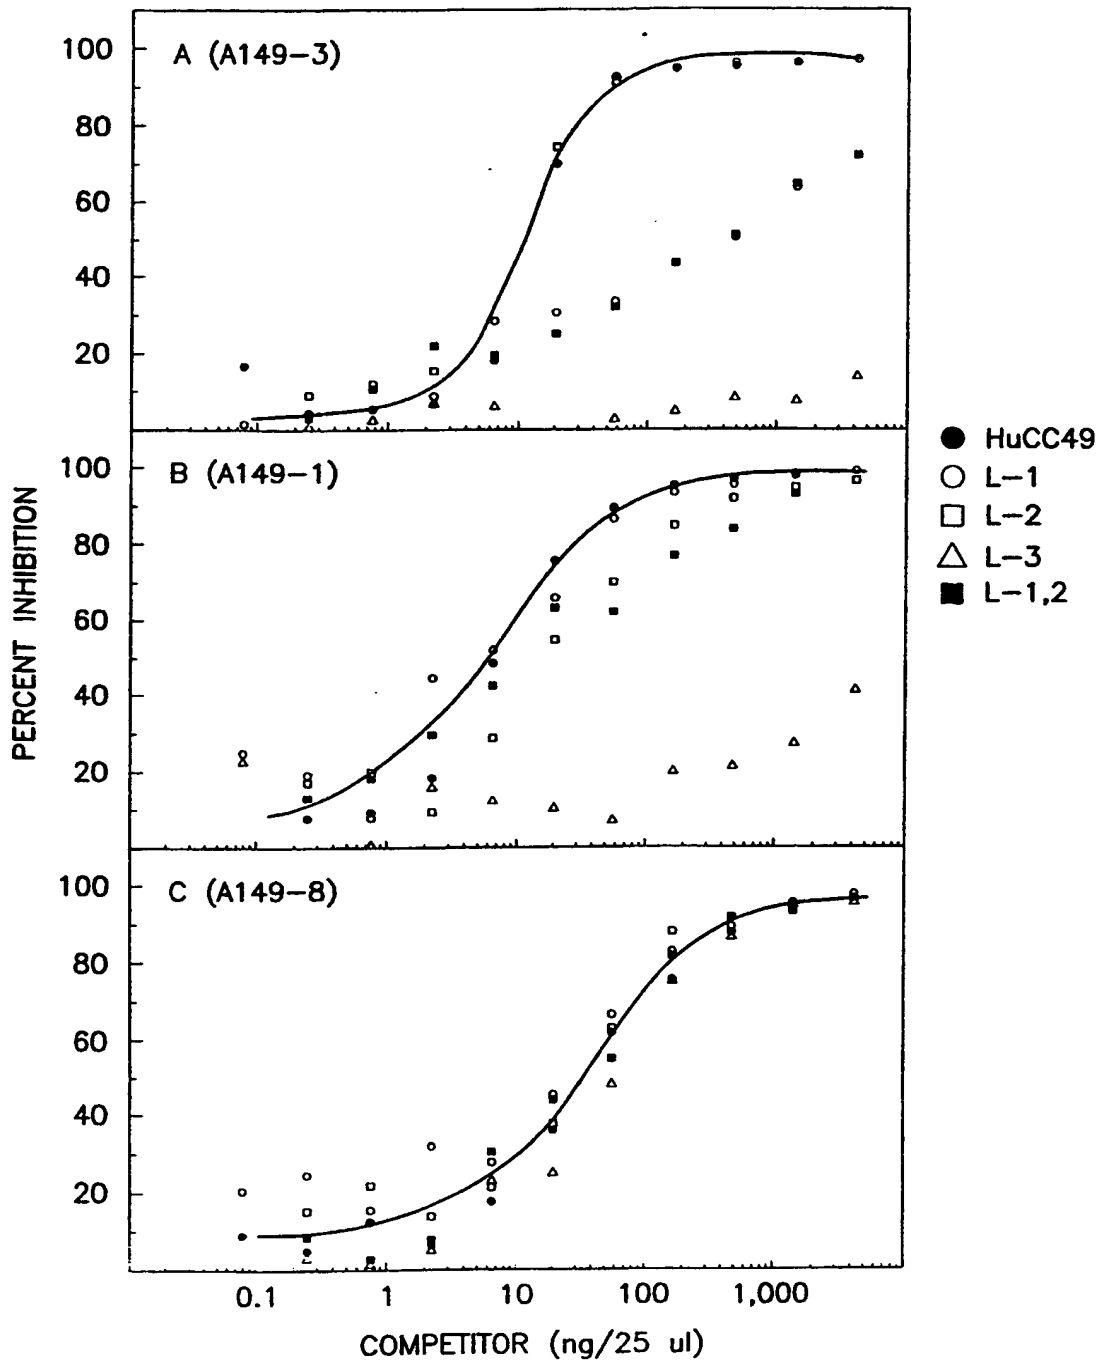 A (A149-3)
100
80
60
40
20
B (A149-1)
100
80
60
40
20
C (A149-8)
100
80
60
40
20
PERCENT INHIBITION
0.1 1 10 100 1,000
COMPETITOR (ng/25 ul)
HuCC49
L-1
L-2
L-3
L-1,2